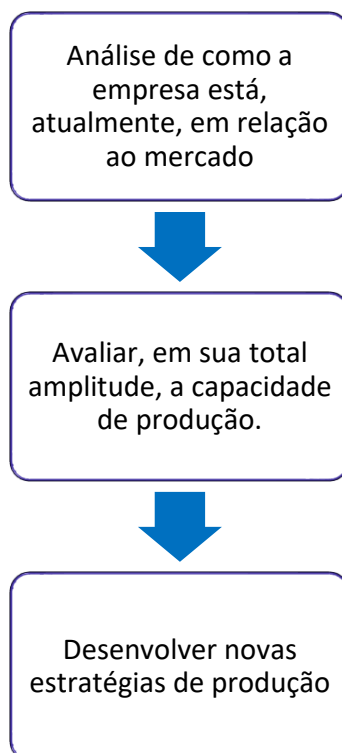 Análise de como a
empresa está,
atualmente, em relação
ao mercado
Avaliar, em sua total
amplitude, a capacidade
de produção.
Desenvolver novas
estratégias de produção